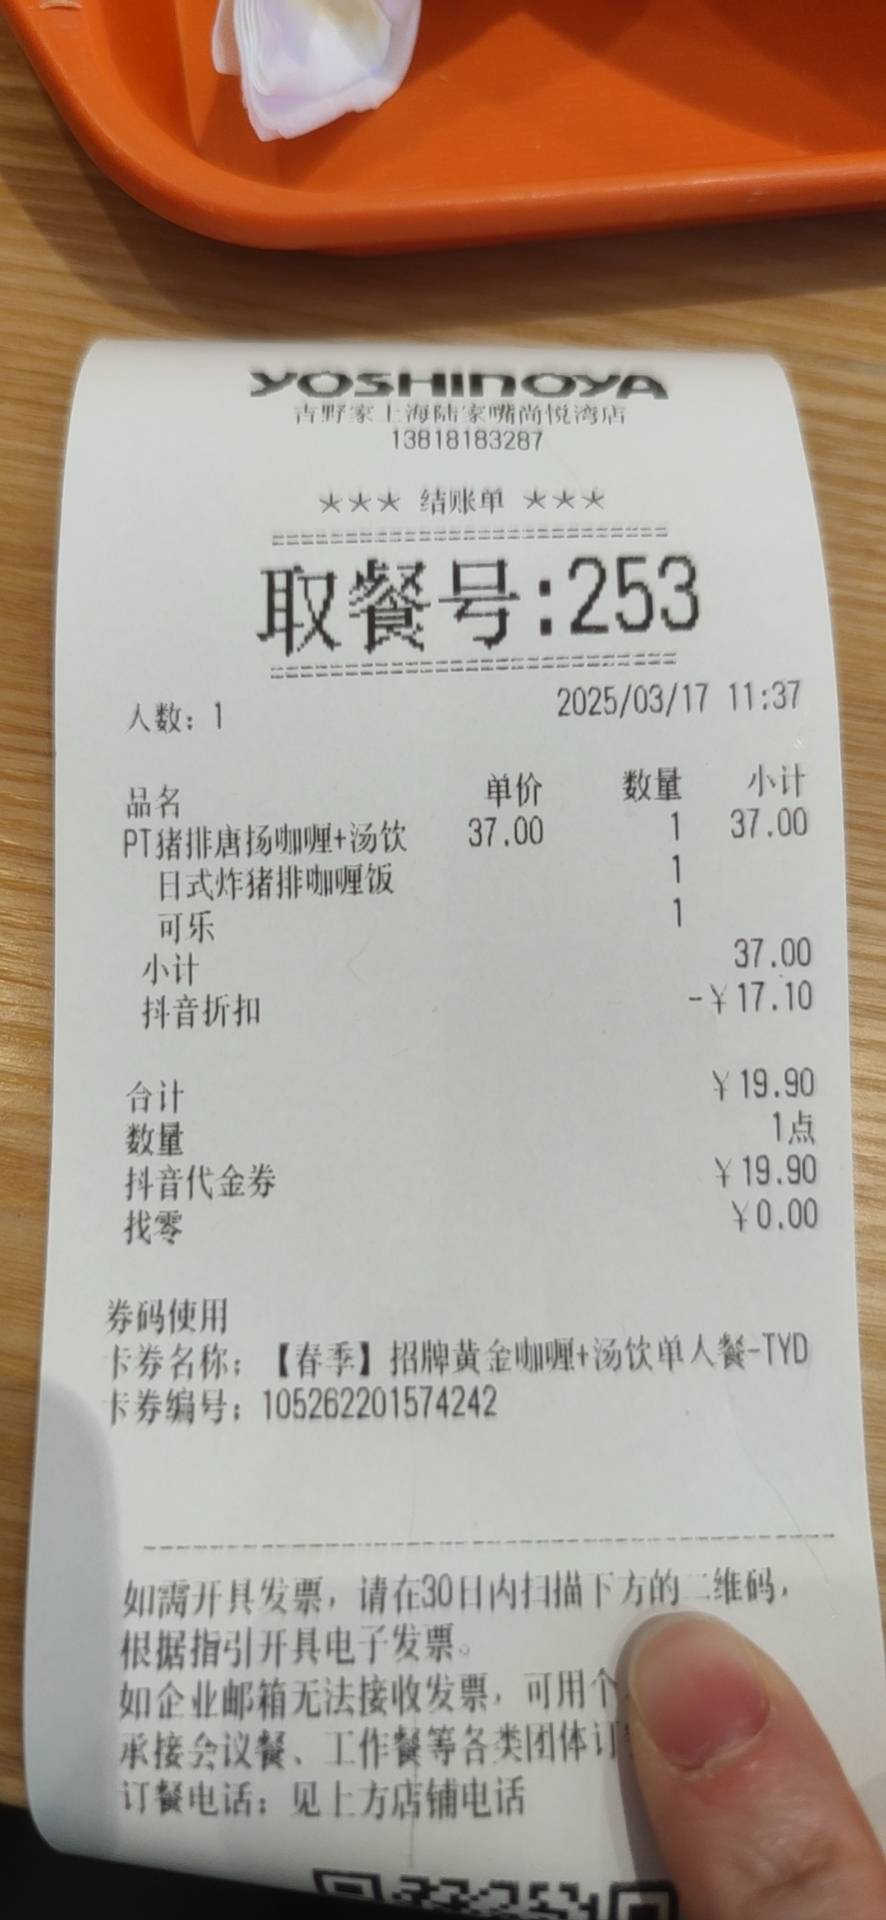 YOSHINOYA
吉野家上海陆家嘴尚悦湾店
13818183287
*** 结账单 ***
取餐号:253
人数：1 2025/03/17 11:37
品名 单价 数量 小计
PT猪排唐扬咖喱+汤饮 37.00 1 37.00
日式炸猪排咖喱饭 1
可乐 1
小计 37.00
抖音折扣 -¥17.10
合计 ¥19.90
数量 1点
抖音代金券 ¥19.90
找零 ¥0.00
券码使用
卡券名称：【春季】招牌黄金咖喱+汤饮单人餐-TYD
卡券编号：105262201574242
如需开具发票，请在30日内扫描下方的二维码，
根据指引开具电子发票。
如企业邮箱无法接收发票，可用个
承接会议餐、工作餐等各类团体订
订餐电话：见上方店铺电话